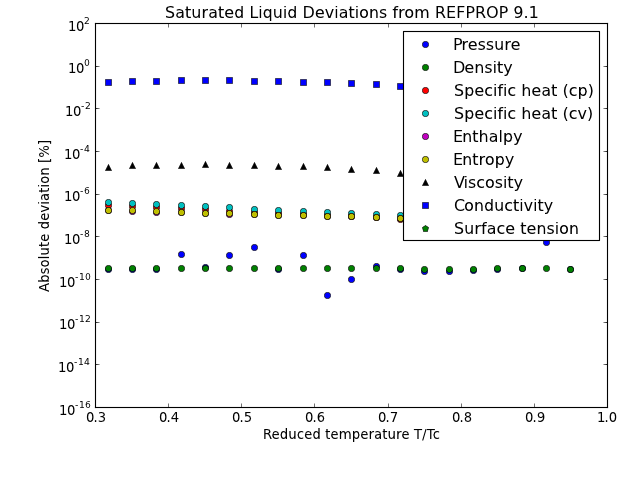 Saturated Liquid Deviations from REFPROP 9.1
Absolute deviation [%]
10^2
10^0
10^-2
10^-4
10^-6
10^-8
10^-10
10^-12
10^-14
10^-16
Pressure
Density
Specific heat (cp)
Specific heat (cv)
Enthalpy
Entropy
Viscosity
Conductivity
Surface tension
0.3 0.4 0.5 0.6 0.7 0.8 0.9 1.0
Reduced temperature T/Tc